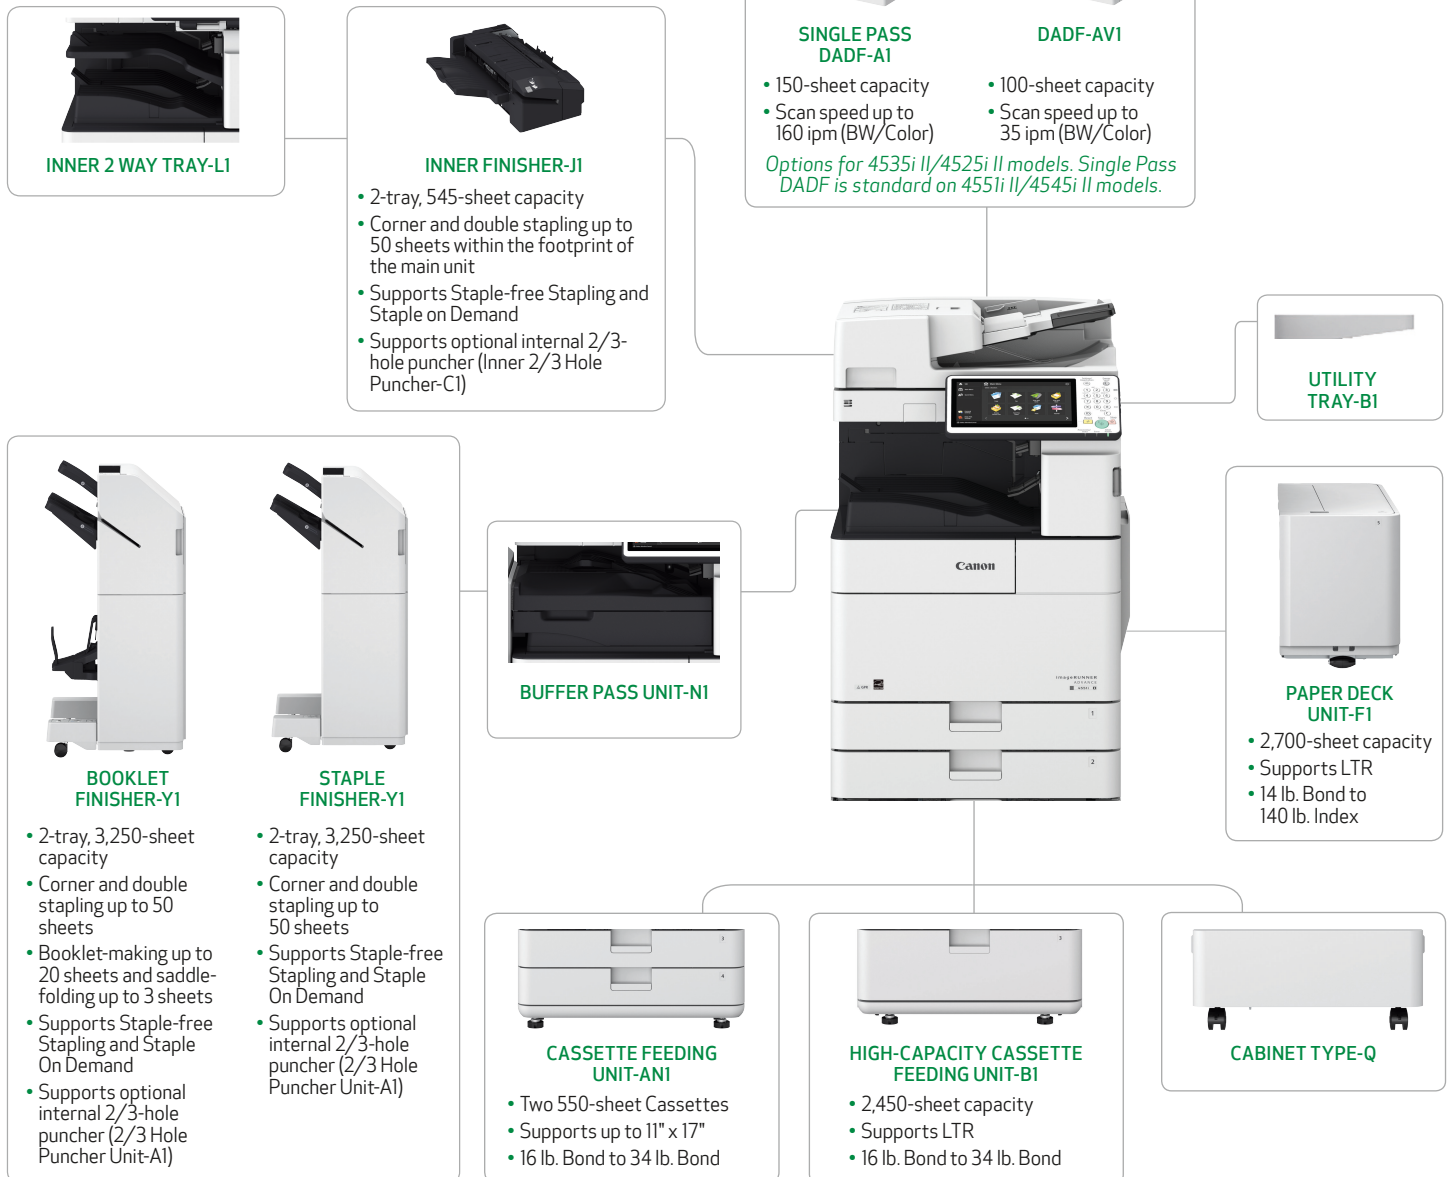 SINGLE PASS
DADF-A1
• 150-sheet capacity
• Scan speed up to
160 ipm (BW/Color)
DADF-AV1
• 100-sheet capacity
• Scan speed up to
35 ipm (BW/Color)
Options for 4535i II/4525i II models. Single Pass
DADF is standard on 4551i II/4545i II models.
INNER 2 WAY TRAY-L1
INNER FINISHER-J1
• 2-tray, 545-sheet capacity
• Corner and double stapling up to
50 sheets within the footprint of
the main unit
• Supports Staple-free Stapling and
Staple on Demand
• Supports optional internal 2/3-
hole puncher (Inner 2/3 Hole
Puncher-C1)
UTILITY
TRAY-B1
Canon
imageRUNNER
ADVANCE
1
2
BUFFER PASS UNIT-N1
PAPER DECK
UNIT-F1
• 2,700-sheet capacity
• Supports LTR
• 14 lb. Bond to
140 lb. Index
BOOKLET
FINISHER-Y1
• 2-tray, 3,250-sheet
capacity
• Corner and double
stapling up to 50
sheets
• Booklet-making up to
20 sheets and saddle-
folding up to 3 sheets
• Supports Staple-free
Stapling and Staple
On Demand
• Supports optional
internal 2/3-hole
puncher (2/3 Hole
Puncher Unit-A1)
STAPLE
FINISHER-Y1
• 2-tray, 3,250-sheet
capacity
• Corner and double
stapling up to
50 sheets
• Supports Staple-free
Stapling and Staple
On Demand
• Supports optional
internal 2/3-hole
puncher (2/3 Hole
Puncher Unit-A1)
3
4
CASSETTE FEEDING
UNIT-AN1
• Two 550-sheet Cassettes
• Supports up to 11" x 17"
• 16 lb. Bond to 34 lb. Bond
3
HIGH-CAPACITY CASSETTE
FEEDING UNIT-B1
• 2,450-sheet capacity
• Supports LTR
• 16 lb. Bond to 34 lb. Bond
CABINET TYPE-Q